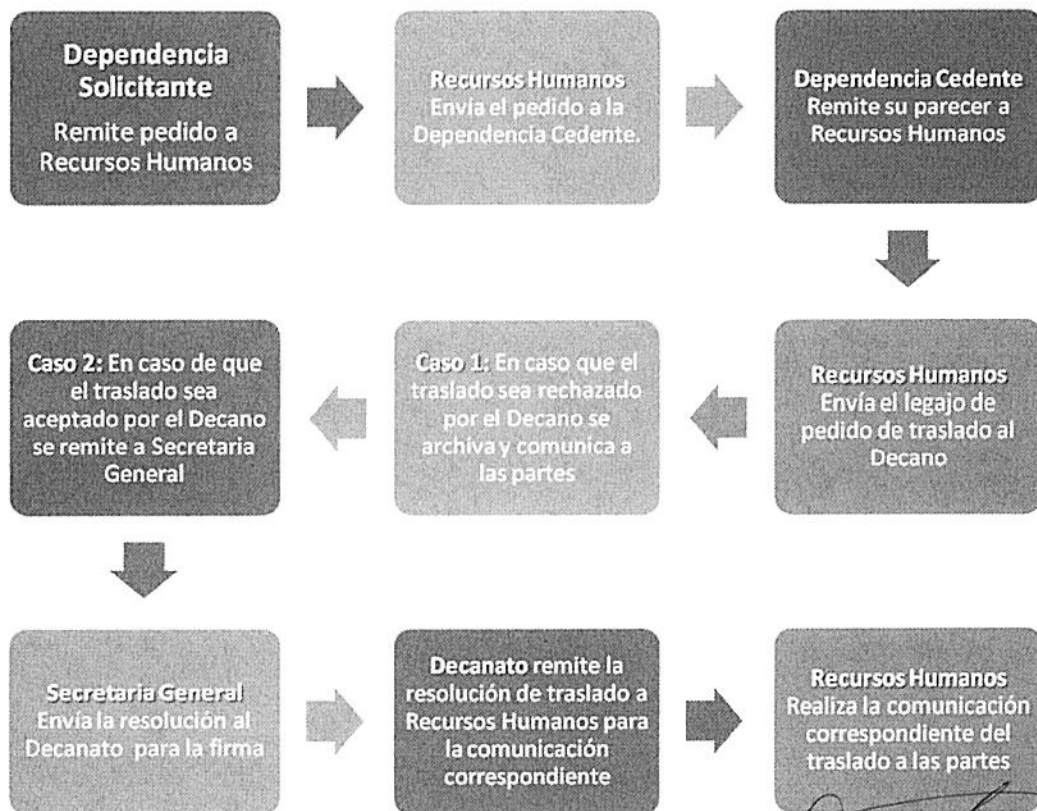 Dependencia
Solicitante
Remite pedido a
Recursos Humanos
Recursos Humanos
Envía el pedido a la
Dependencia Cedente.
Dependencia Cedente
Remite su parecer a
Recursos Humanos
Recursos Humanos
Envía el legajo de
pedido de traslado al
Decano
Caso 1: En caso que el
traslado sea rechazado
por el Decano se
archiva y comunica a
las partes
Caso 2: En caso de que
el traslado sea
aceptado por el Decano
se remite a Secretaria
General
Secretaria General
Envía la resolución al
Decanato para la firma
Decanato remite la
resolución de traslado a
Recursos Humanos para
la comunicación
correspondiente
Recursos Humanos
Realiza la comunicación
correspondiente del
traslado a las partes